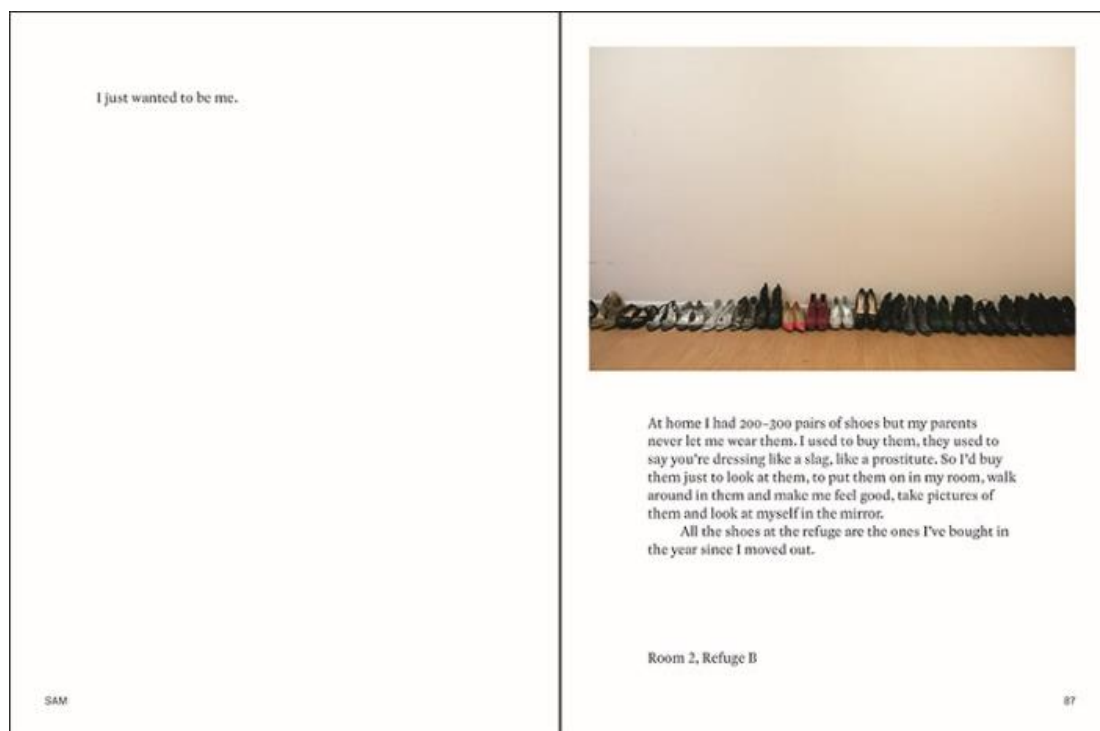 I just wanted to be me.
SAM
At home I had 200–300 pairs of shoes but my parents
never let me wear them. I used to buy them, they used to
say you're dressing like a slag, like a prostitute. So I'd buy
them just to look at them, to put them on in my room, walk
around in them and make me feel good, take pictures of
them and look at myself in the mirror.
All the shoes at the refuge are the ones I've bought in
the year since I moved out.
Room 2, Refuge B
87